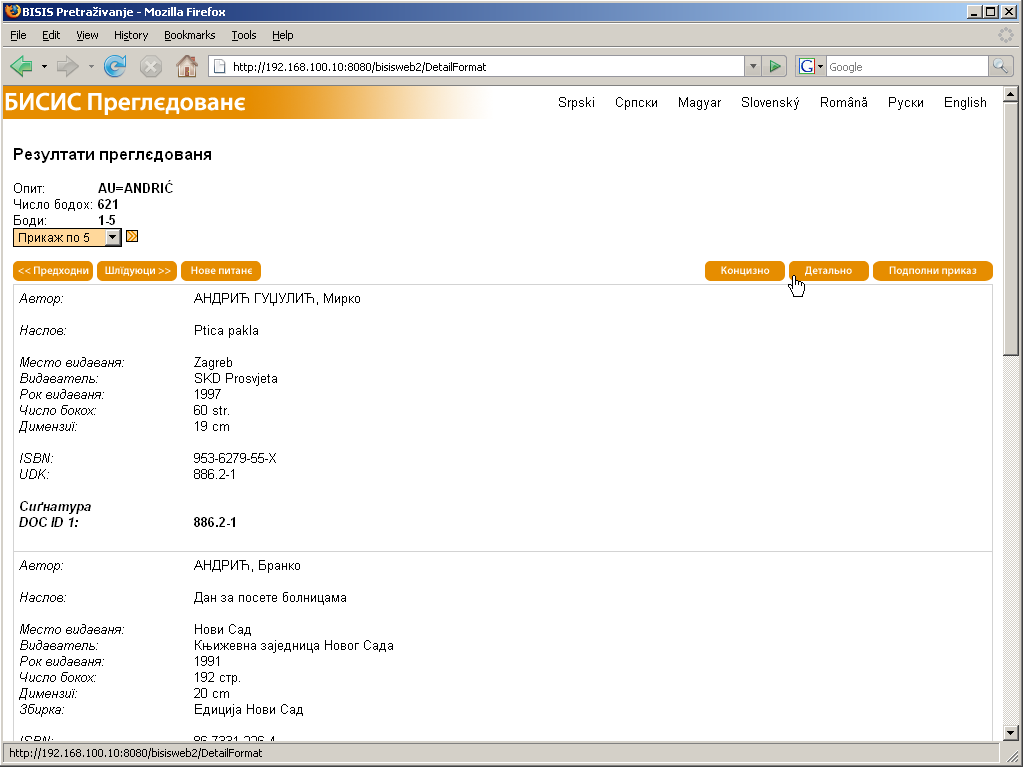 BISIS Pretraživanje - Mozilla Firefox
File Edit View History Bookmarks Tools Help
http://192.168.100.10:8080/bisisweb2/DetailFormat
Google
БИСИС Преглєдованє
Srpski Српски Magyar Slovenský Română Руски English
Резултати преглєдованя
Опит: AU=ANDRIĆ
Число бодох: 621
Боди: 1-5
Прикаж по 5
<< Предходни Шлїдуюци >> Нове питанє Концизно Детально Подполни приказ
Автор: АНДРИЋ ГУЏУЛИЋ, Мирко
Наслов: Ptica pakla
Место видаваня: Zagreb
Видаватель: SKD Prosvjeta
Рок видаваня: 1997
Число бокох: 60 str.
Димензиї: 19 cm
ISBN: 953-6279-55-X
UDK: 886.2-1
Сиґнатура
DOC ID 1: 886.2-1
Автор: АНДРИЋ, Бранко
Наслов: Дан за посете болницама
Место видаваня: Нови Сад
Видаватель: Књижевна заједница Новог Сада
Рок видаваня: 1991
Число бокох: 192 стр.
Димензиї: 20 cm
Збирка: Едиција Нови Сад
ISBN: 86-7331-226-4
http://192.168.100.10:8080/bisisweb2/DetailFormat